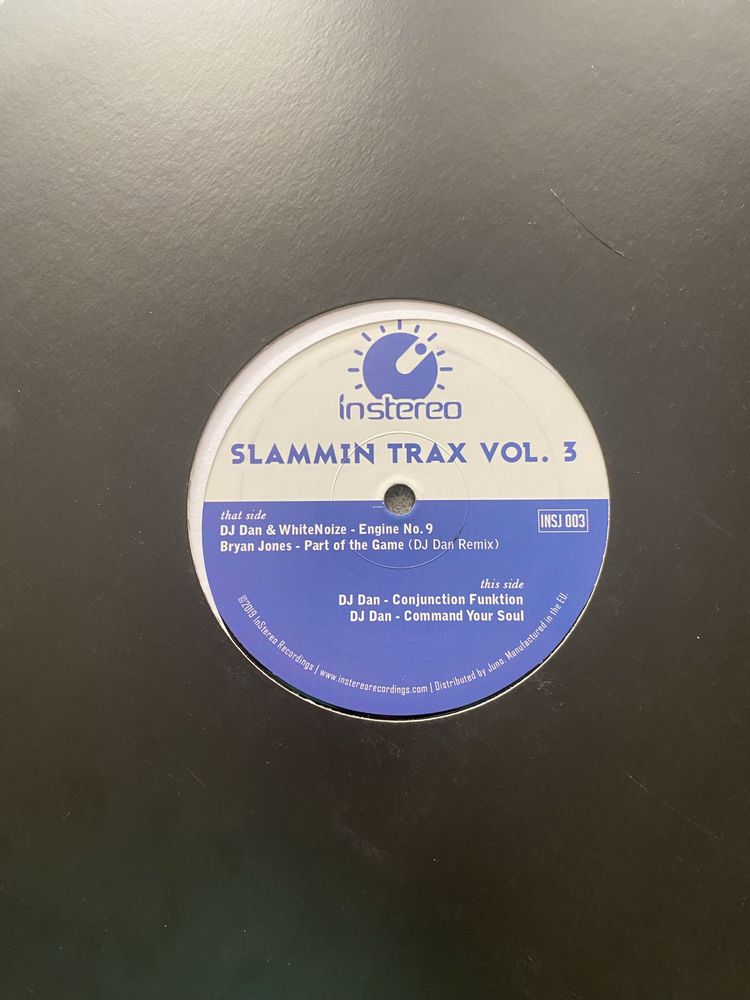 instereo
SLAMMIN TRAX VOL. 3
that side
DJ Dan & WhiteNoize - Engine No. 9
Bryan Jones - Part of the Game (DJ Dan Remix)
INSJ 003
this side
DJ Dan - Conjunction Funktion
DJ Dan - Command Your Soul
℗2019 InStereo Recordings | www.instereorecordings.com | Distributed by Juno. Manufactured in the EU.